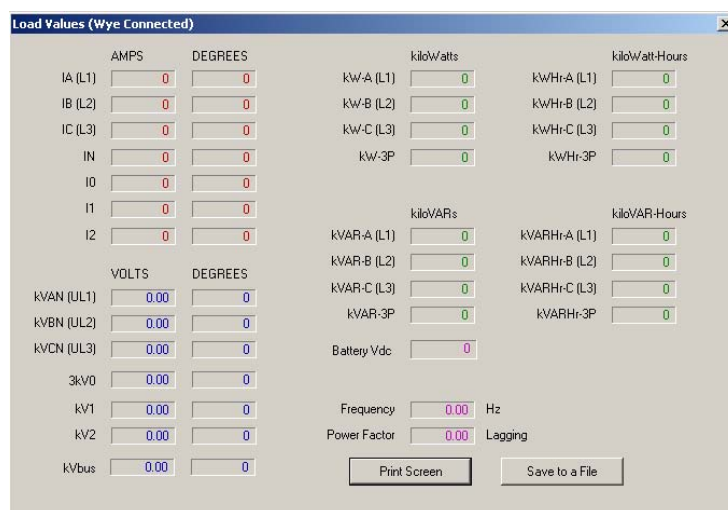 Load Values (Wye Connected)
AMPS DEGREES
IA (L1) 0 0
IB (L2) 0 0
IC (L3) 0 0
IN 0 0
I0 0 0
I1 0 0
I2 0 0
VOLTS DEGREES
kVAN (UL1) 0.00 0
kVBN (UL2) 0.00 0
kVCN (UL3) 0.00 0
3kV0 0.00 0
kV1 0.00 0
kV2 0.00 0
kVbus 0.00 0
kiloWatts
kW-A (L1) 0
kW-B (L2) 0
kW-C (L3) 0
kW-3P 0
kiloWatt-Hours
kWHr-A (L1) 0
kWHr-B (L2) 0
kWHr-C (L3) 0
kWHr-3P 0
kiloVARs
kVAR-A (L1) 0
kVAR-B (L2) 0
kVAR-C (L3) 0
kVAR-3P 0
kiloVAR-Hours
kVARHr-A (L1) 0
kVARHr-B (L2) 0
kVARHr-C (L3) 0
kVARHr-3P 0
Battery Vdc 0
Frequency 0.00 Hz
Power Factor 0.00 Lagging
Print Screen Save to a File